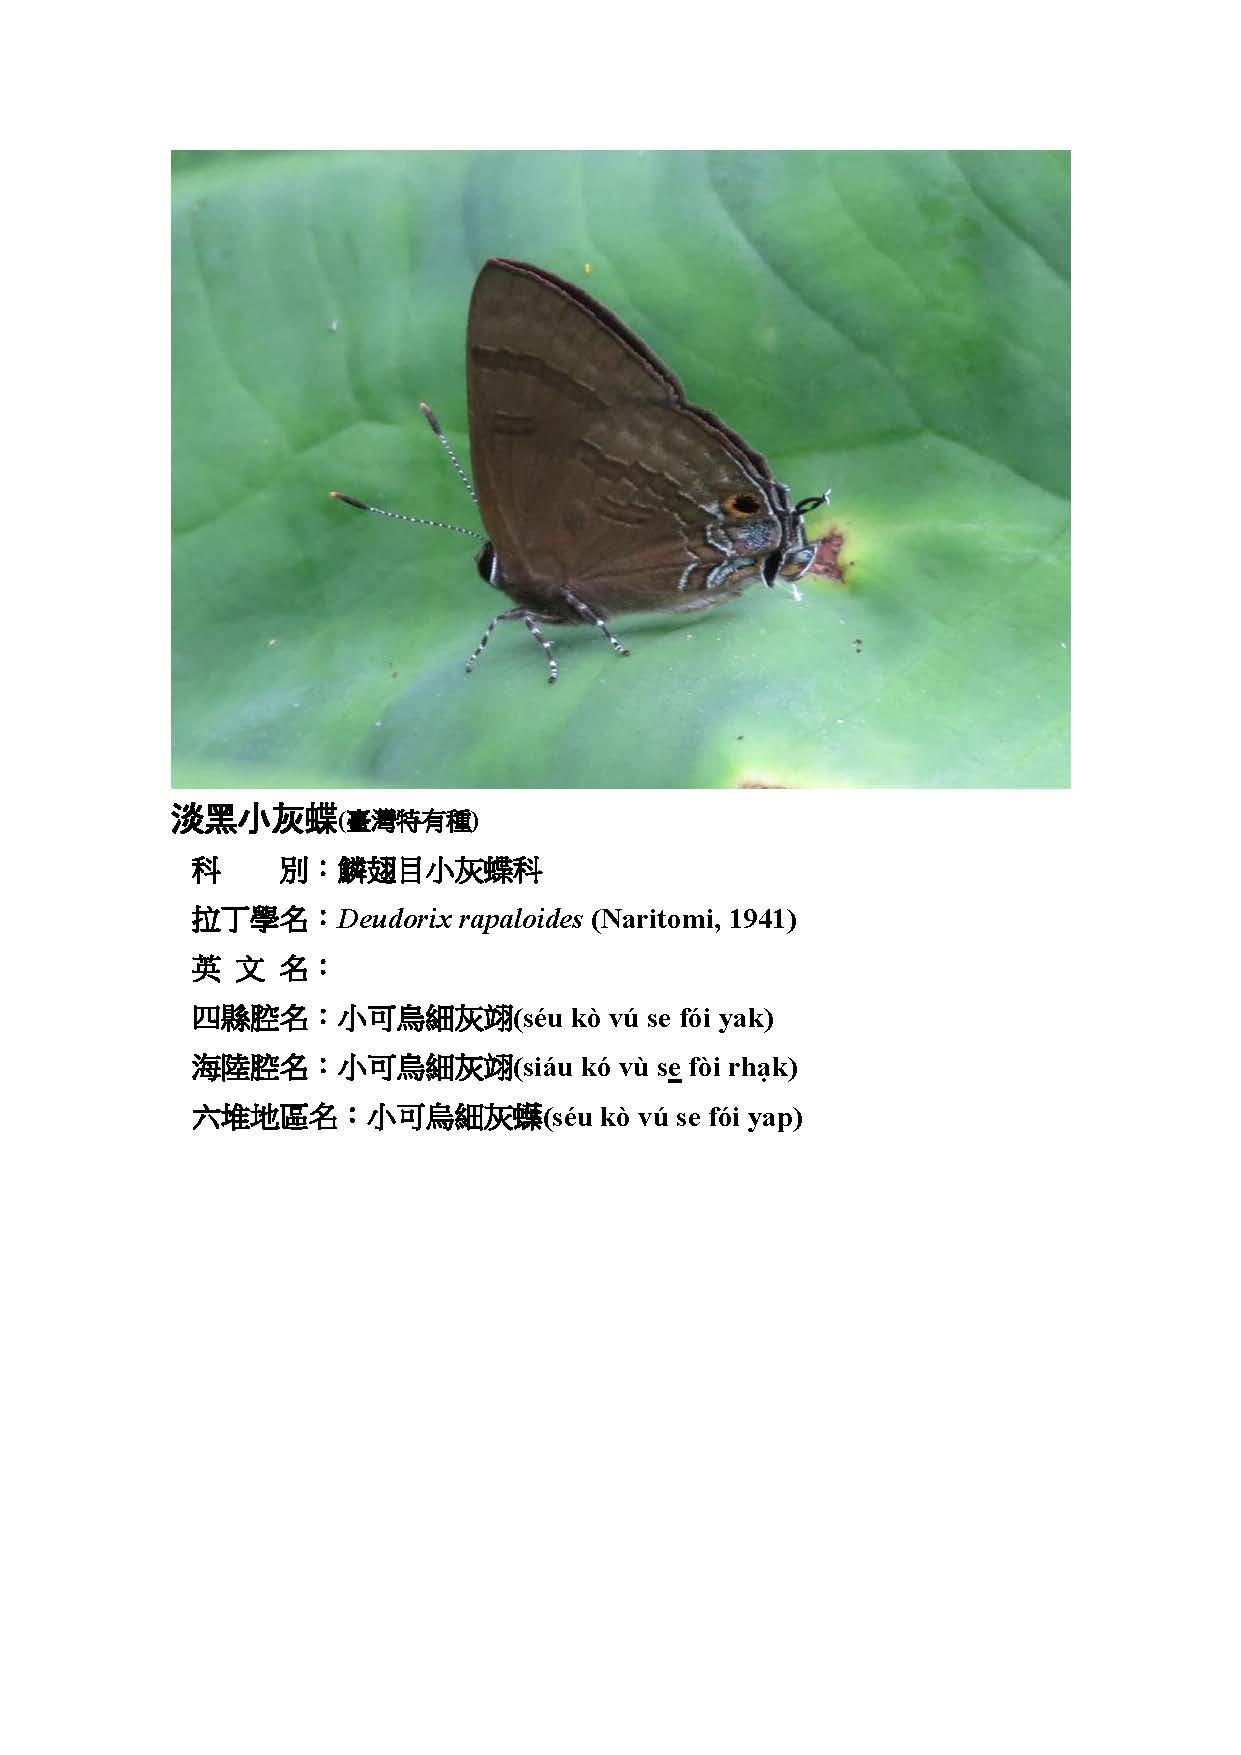 淡黑小灰蝶(臺灣特有種)
科　　別：鱗翅目小灰蝶科
拉丁學名：Deudorix rapaloides (Naritomi, 1941)
英 文 名：
四縣腔名：小可烏細灰翊(séu kò vú se fói yak)
海陸腔名：小可烏細灰翊(siáu kó vù se̲ fòi rha̩k)
六堆地區名：小可烏細灰蠂(séu kò vú se fói yap)